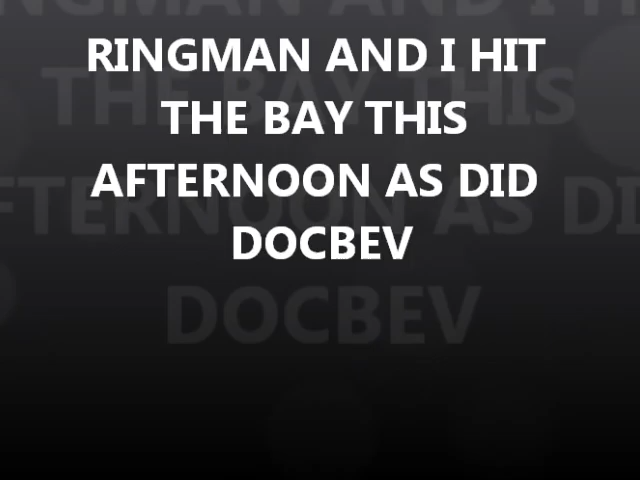 RINGMAN AND I HIT
THE BAY THIS
AFTERNOON AS DID
DOCBEV